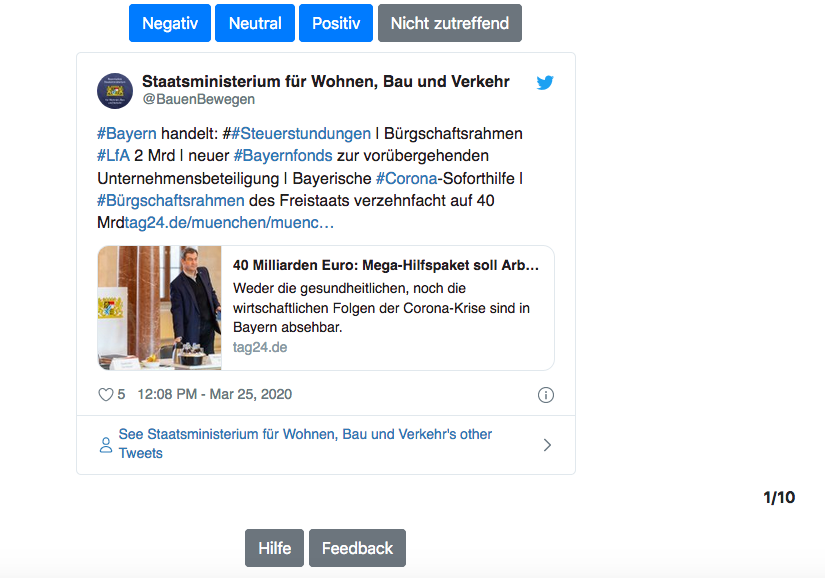 Negativ Neutral Positiv Nicht zutreffend
Staatsministerium für Wohnen, Bau und Verkehr
@BauenBewegen
#Bayern handelt: ##Steuerstundungen I Bürgschaftsrahmen
#LfA 2 Mrd I neuer #Bayernfonds zur vorübergehenden
Unternehmensbeteiligung I Bayerische #Corona-Soforthilfe I
#Bürgschaftsrahmen des Freistaats verzehnfacht auf 40
Mrdtag24.de/muenchen/muenc…
40 Milliarden Euro: Mega-Hilfspaket soll Arb...
Weder die gesundheitlichen, noch die
wirtschaftlichen Folgen der Corona-Krise sind in
Bayern absehbar.
tag24.de
5 12:08 PM - Mar 25, 2020
See Staatsministerium für Wohnen, Bau und Verkehr's other
Tweets
1/10
Hilfe Feedback